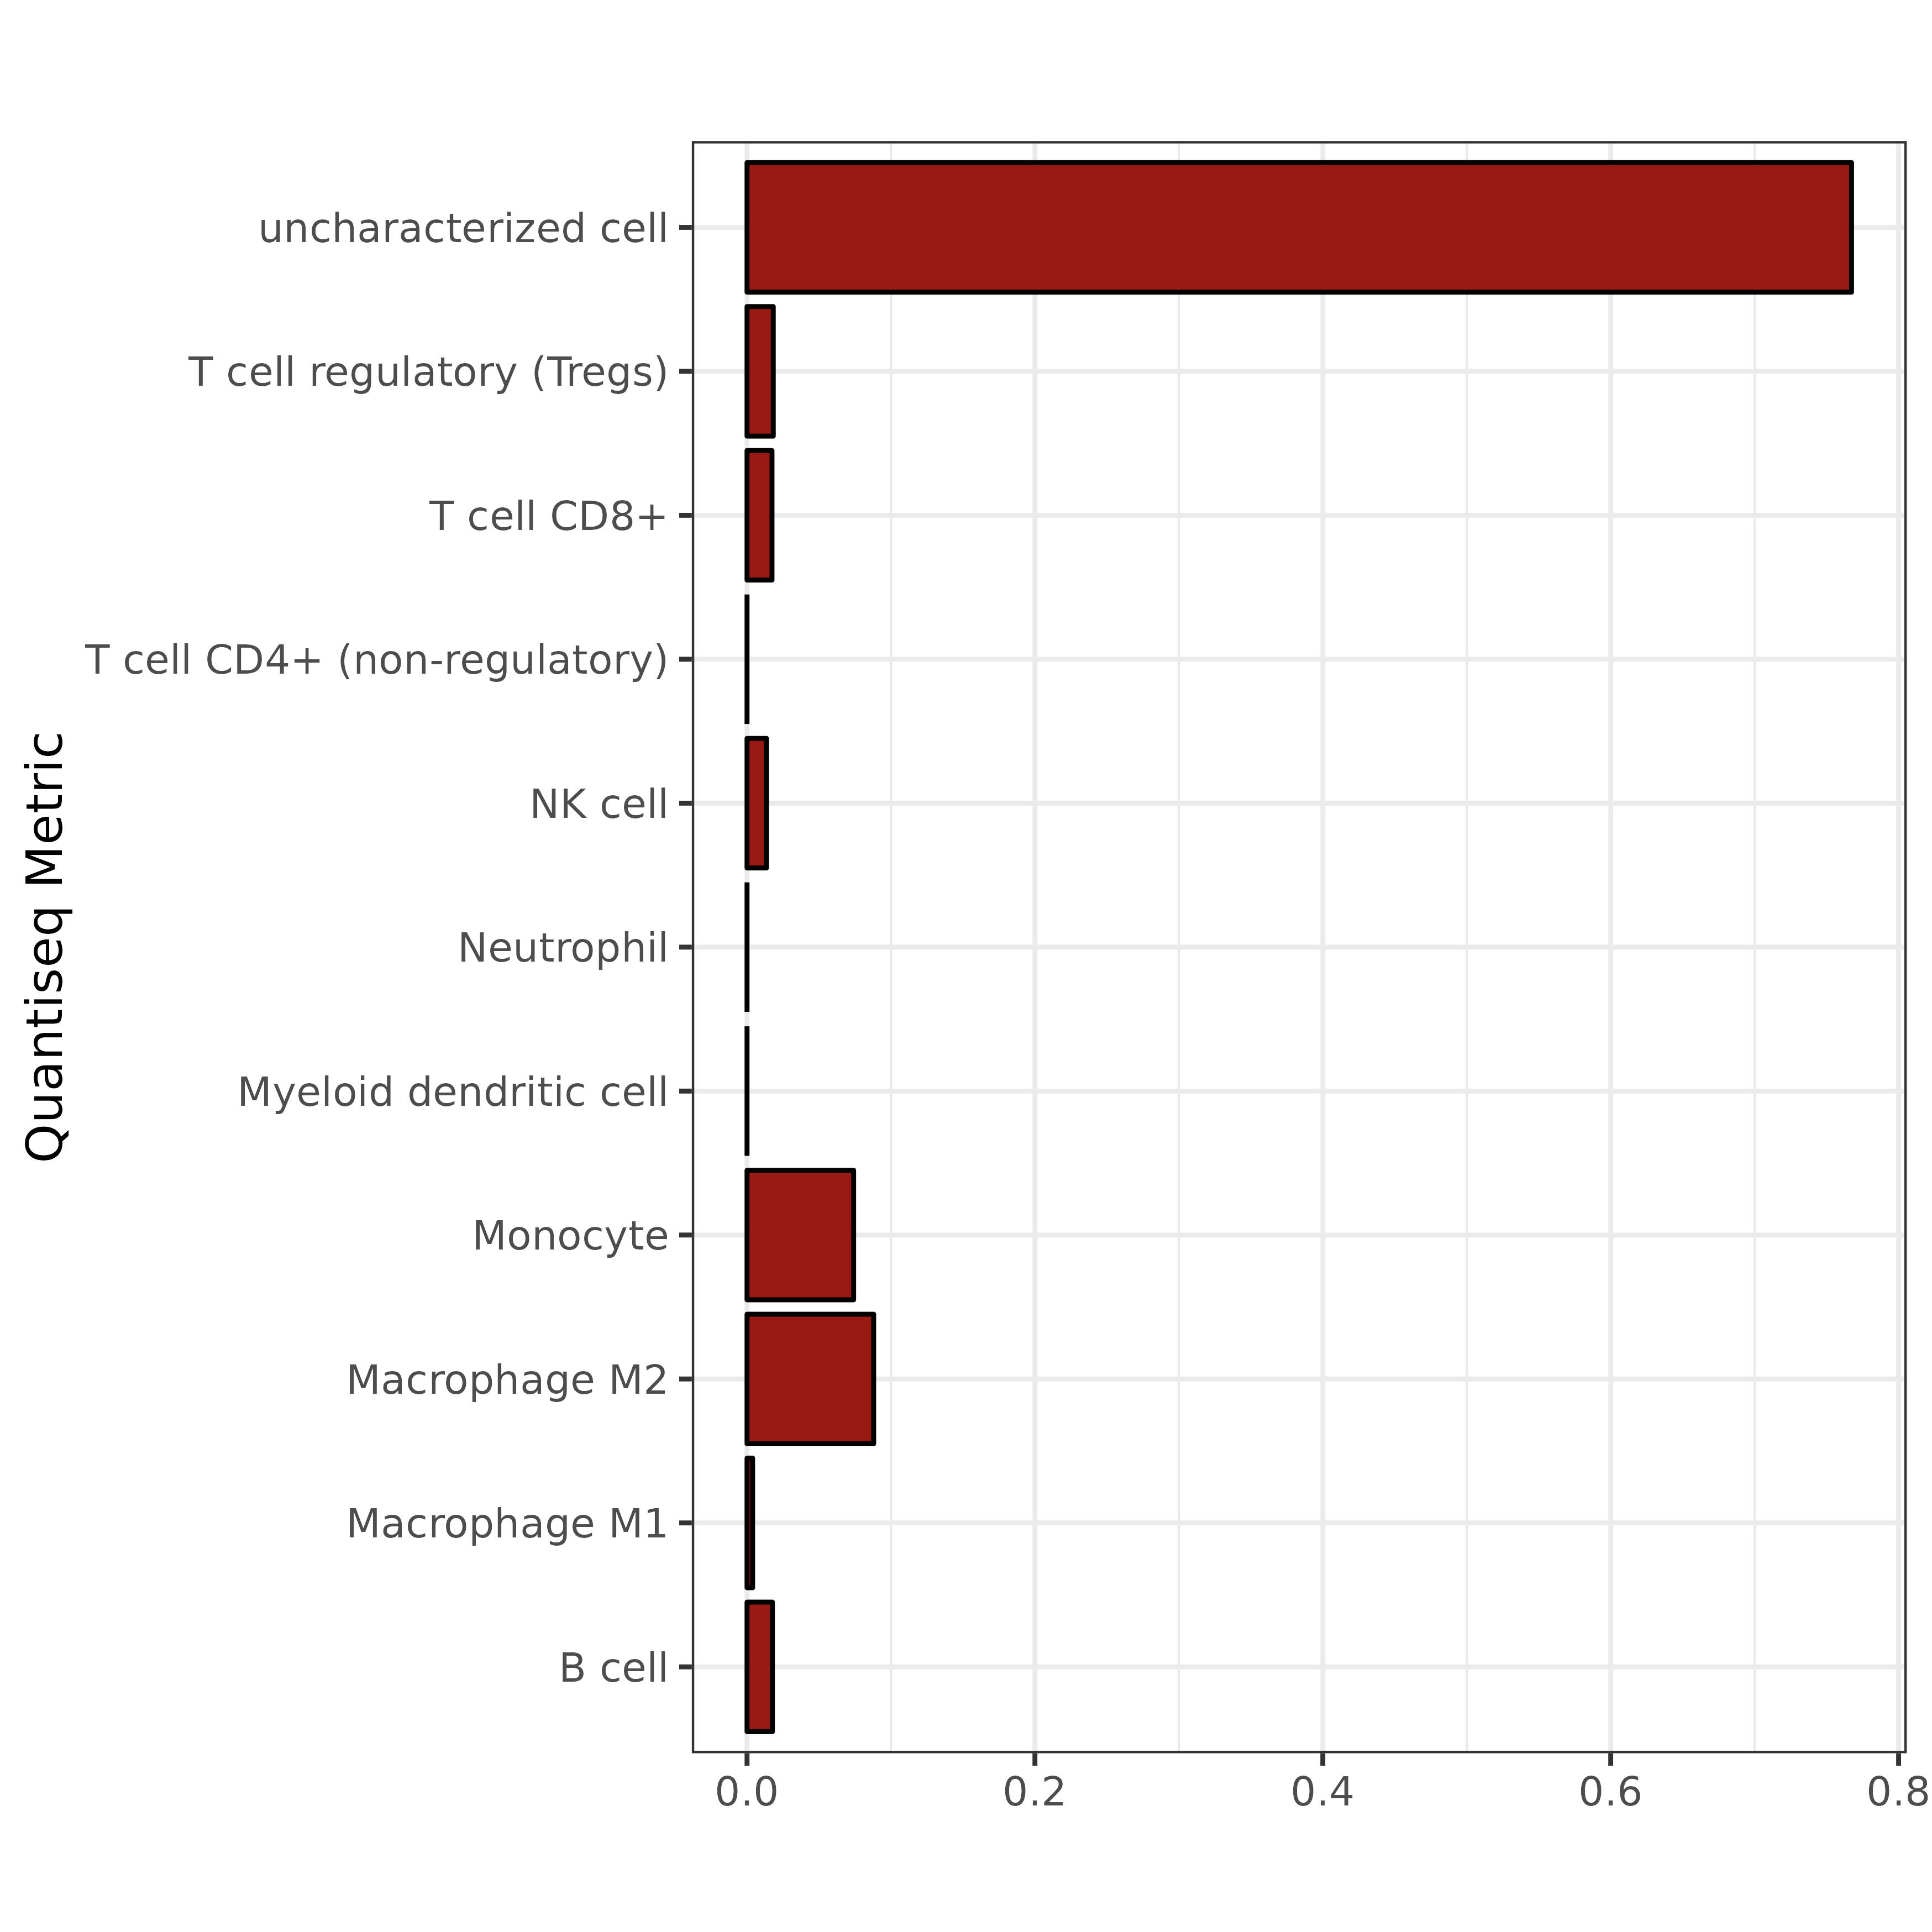 uncharacterized cell
T cell regulatory (Tregs)
T cell CD8+
T cell CD4+ (non-regulatory)
NK cell
Neutrophil
Myeloid dendritic cell
Monocyte
Macrophage M2
Macrophage M1
B cell
Quantiseq Metric
0.0 0.2 0.4 0.6 0.8